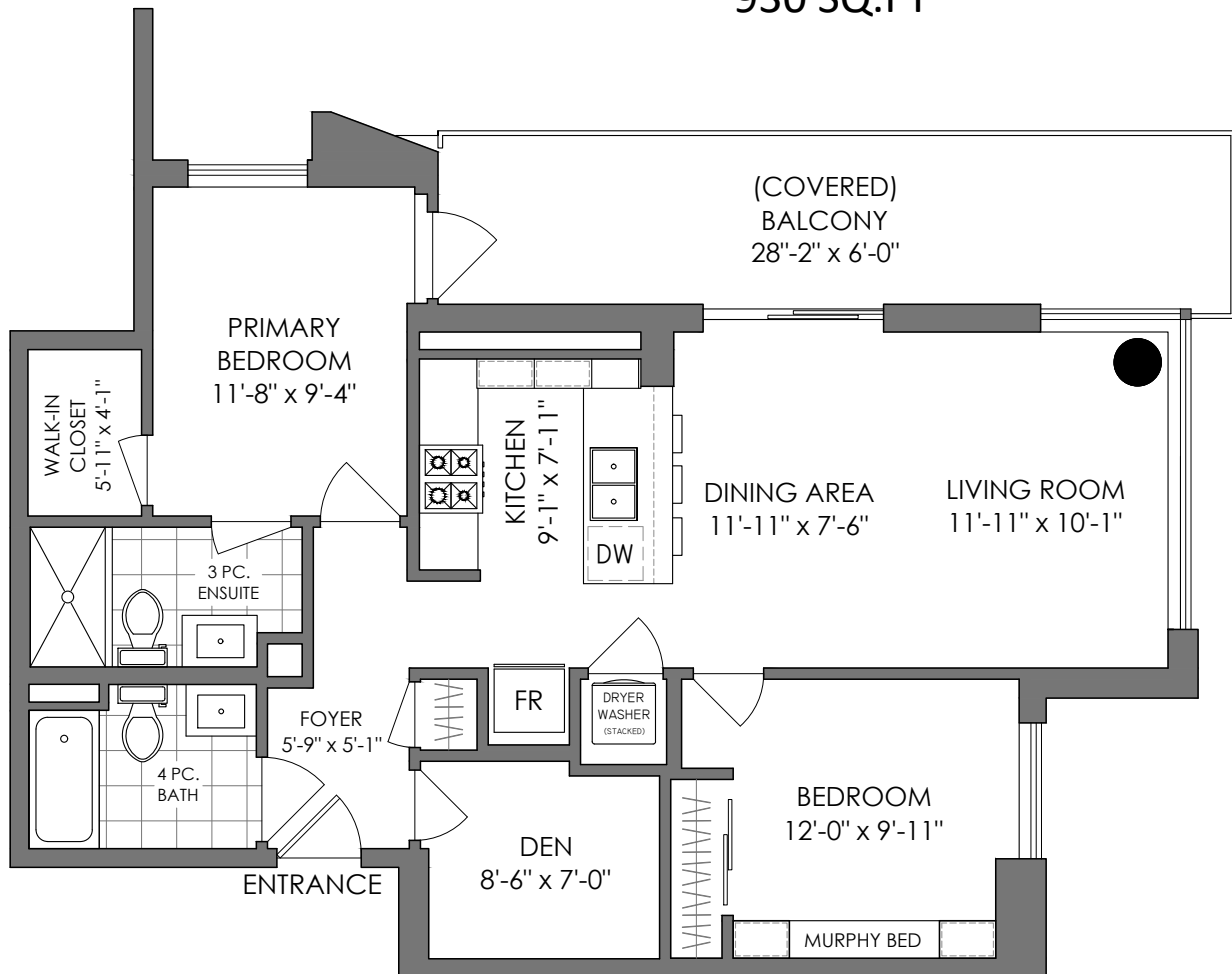 930 SQ.FT
(COVERED)
BALCONY
28"-2" x 6'-0"
PRIMARY
BEDROOM
11'-8" x 9'-4"
WALK-IN
CLOSET
5'-11" x 4'-1"
KITCHEN
9'-1" x 7'-11"
DW
DINING AREA
11'-11" x 7'-6"
LIVING ROOM
11'-11" x 10'-1"
3 PC.
ENSUITE
FOYER
5'-9" x 5'-1"
FR
DRYER
WASHER
(STACKED)
4 PC.
BATH
BEDROOM
12'-0" x 9'-11"
DEN
8'-6" x 7'-0"
ENTRANCE
MURPHY BED